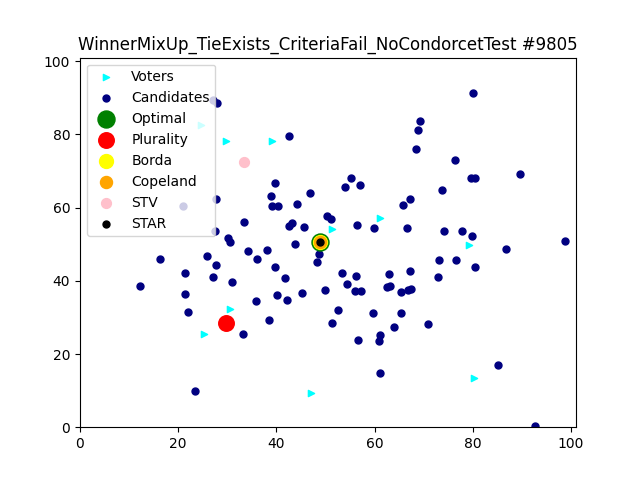 WinnerMixUp_TieExists_CriteriaFail_NoCondorcetTest #9805
100
80
60
40
20
0
0 20 40 60 80 100
Voters
Candidates
Optimal
Plurality
Borda
Copeland
STV
STAR